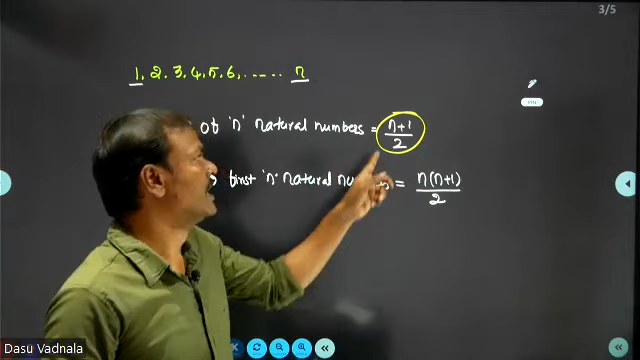 3/5
1, 2, 3, 4, 5, 6, ...... n
of 'n' natural numbers = n+1/2
first 'n' natural = n(n+1)/2
Dasu Vadnala